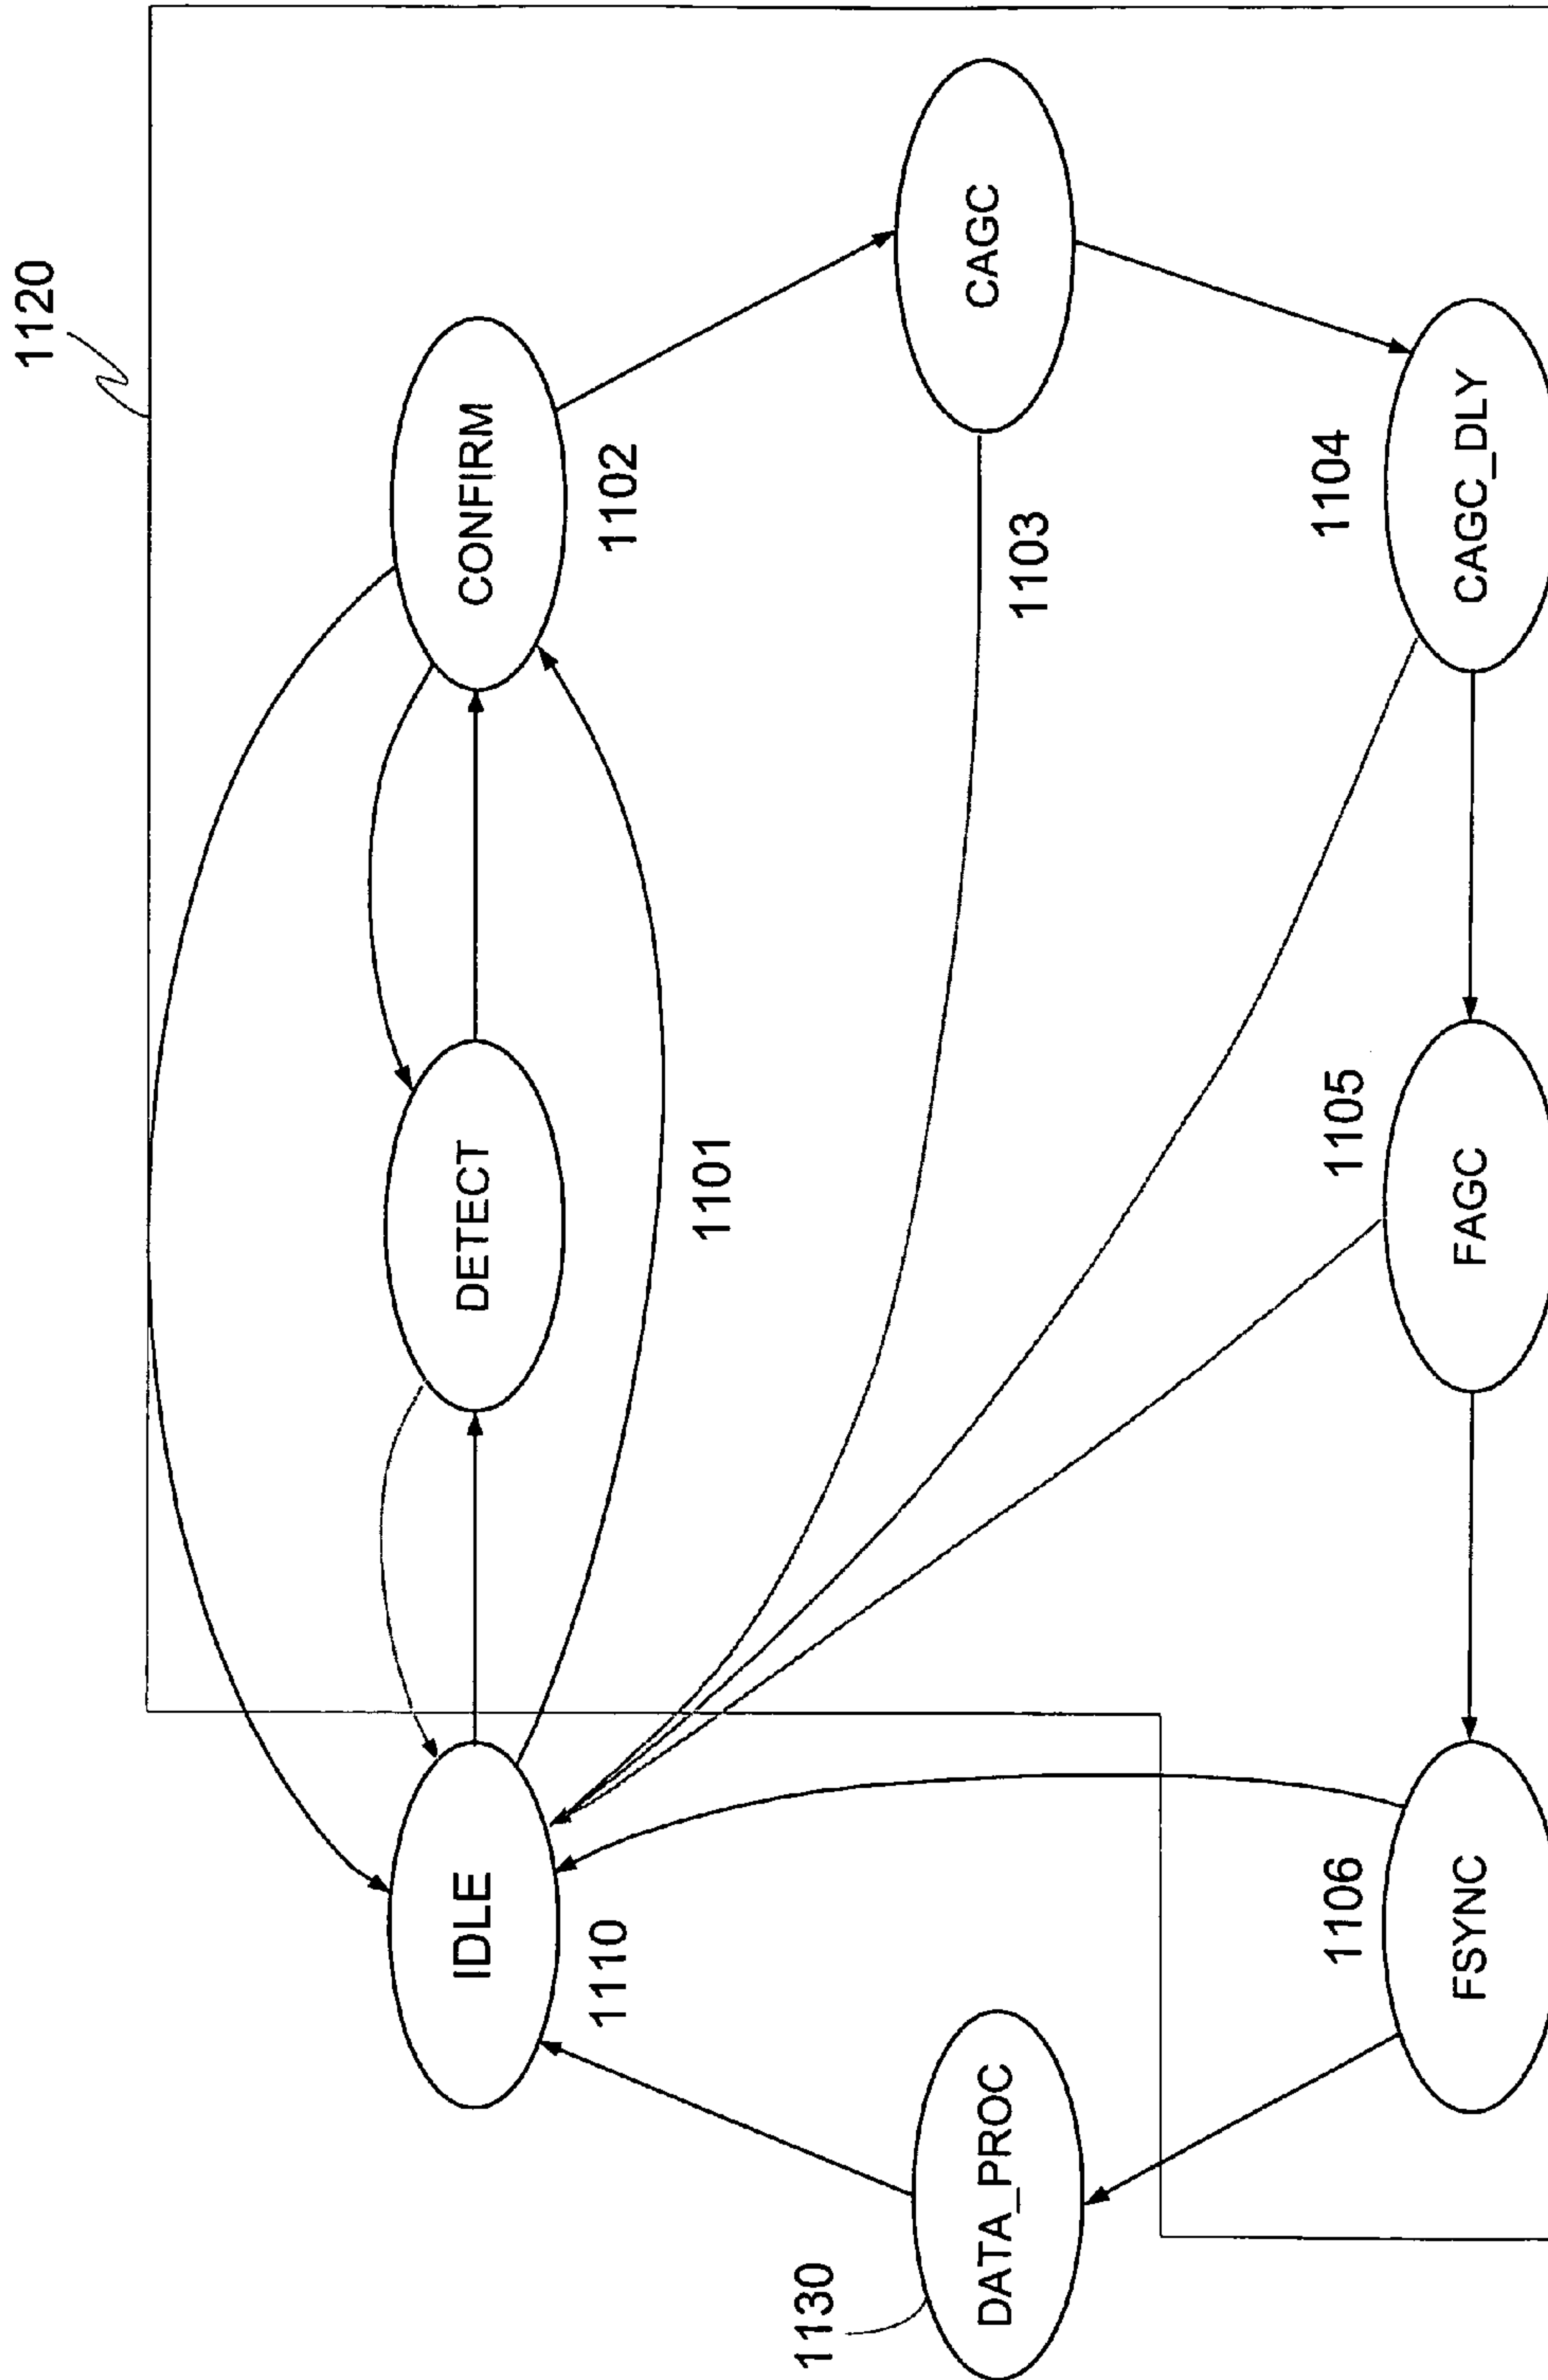 1120
IDLE
1110
DETECT
1101
CONFIRM
1102
1130
DATA_PROC
CAGC
1103
FSYNC
1106
FAGC
1105
CAGC_DLY
1104